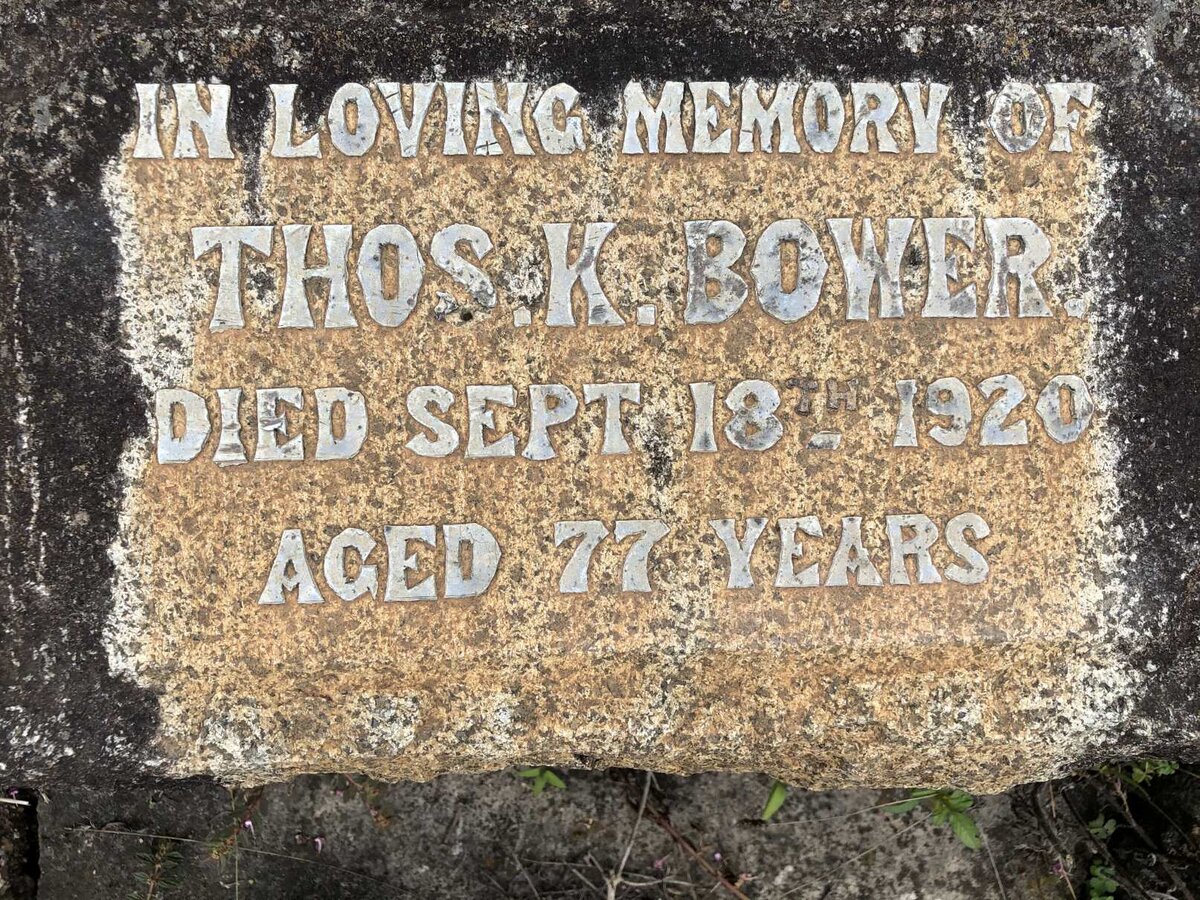 IN LOVING MEMORY OF
THOS. K. BOWER.
DIED SEPT 18TH 1920
AGED 77 YEARS